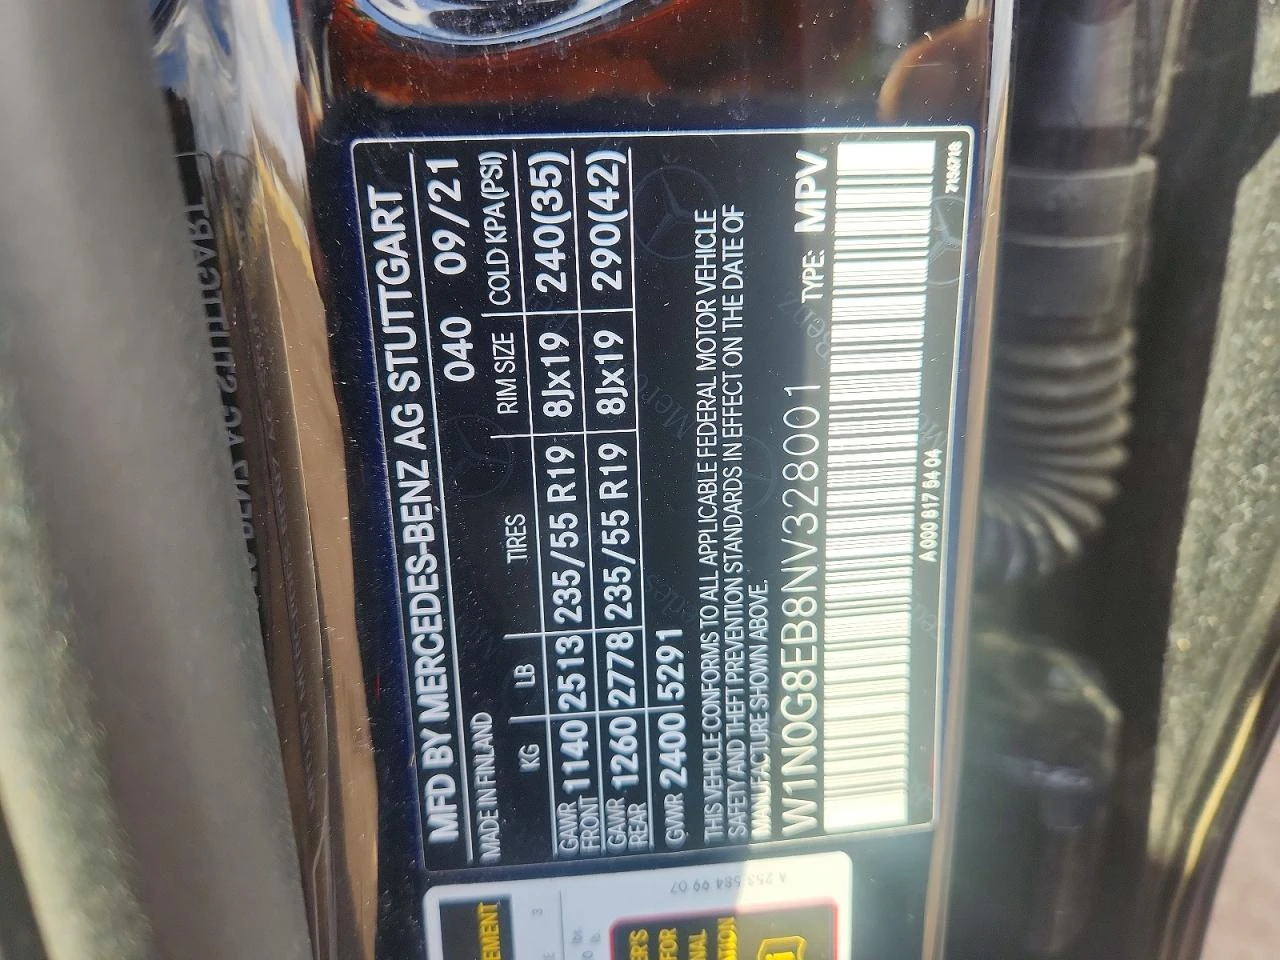 MFD BY MERCEDES-BENZ AG STUTTGART
MADE IN FINLAND 040 09/21
KG LB TIRES RIM SIZE COLD KPA(PSI)
GAWR FRONT 1140 2513 235/55 R19 8Jx19 240(35)
GAWR REAR 1260 2778 235/55 R19 8Jx19 290(42)
GVWR 2400 5291
THIS VEHICLE CONFORMS TO ALL APPLICABLE FEDERAL MOTOR VEHICLE
SAFETY AND THEFT PREVENTION STANDARDS IN EFFECT ON THE DATE OF
MANUFACTURE SHOWN ABOVE.
W1N0G8EB8NV328001 TYPE: MPV
A 000 817 84 04 7136716
A 253 584 99 07